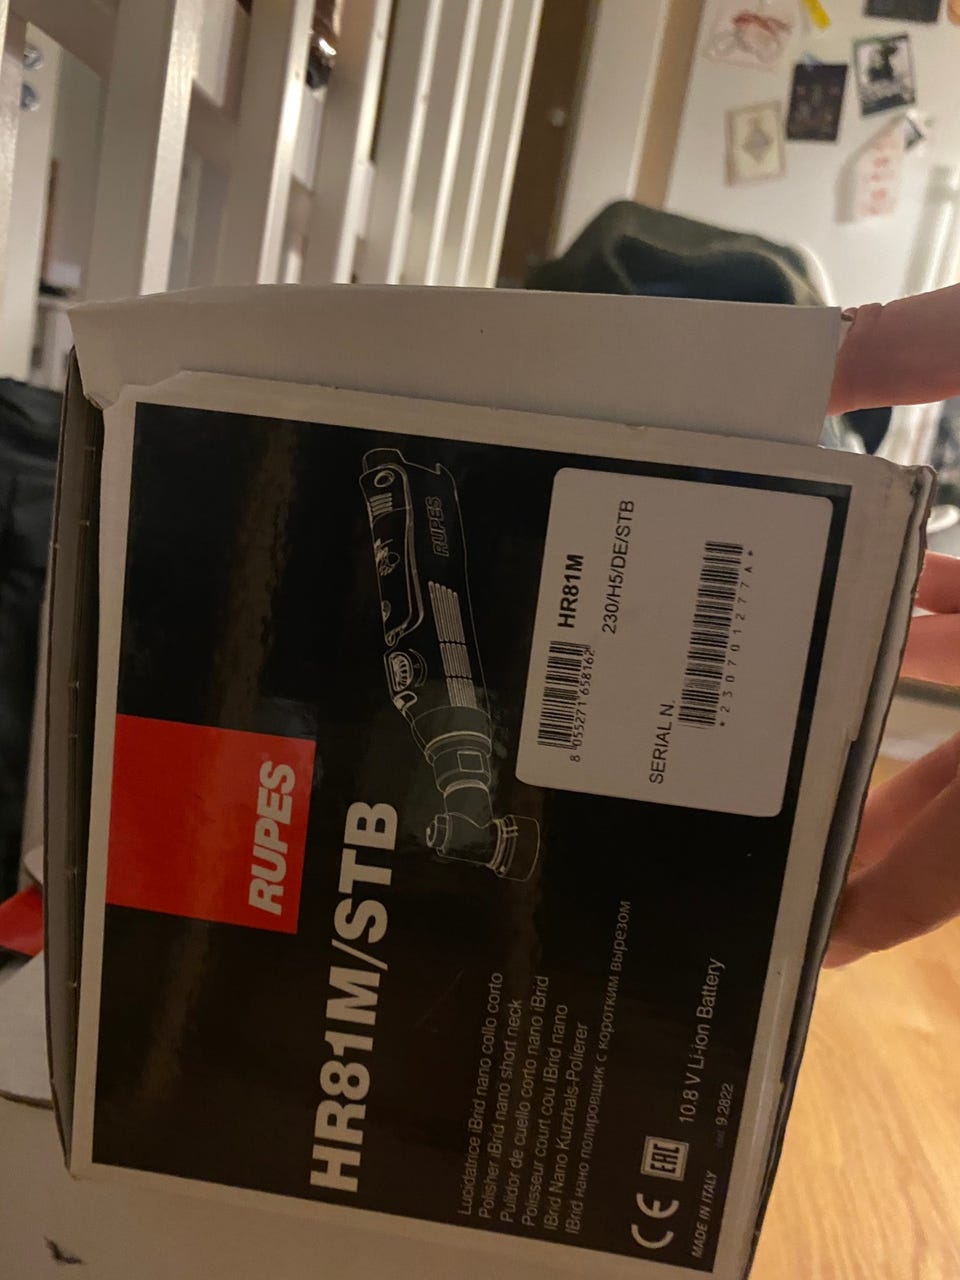 RUPES
HR81M/STB
RUPES
Lucidatrice iBrid nano collo corto
Polisher iBrid nano short neck
Pulidor de cuello corto nano iBrid
Polisseur court cou IBrid nano
IBrid Nano Kurzhals-Polierer
IBrid нано полировщик с коротким вырезом
HR81M
8 055271 658162
230/H5/DE/STB
SERIAL N.
*230701277A*
CE EAC 10.8 V Li-ion Battery
MADE IN ITALY
9.2822